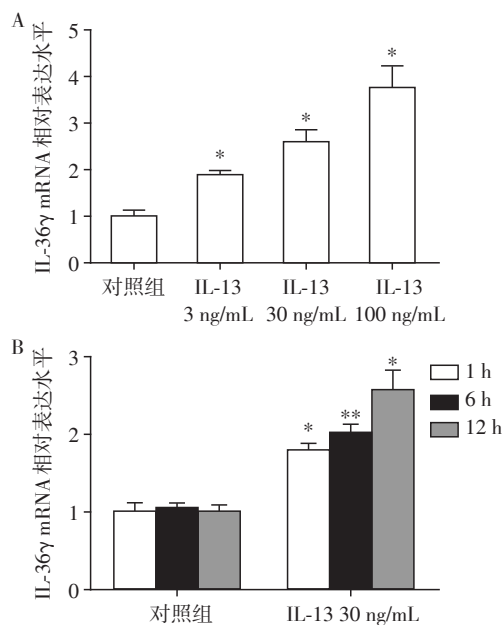 A
IL-36γ mRNA 相对表达水平
5
4
3
2
1
0
*
*
*
对照组
IL-13
3 ng/mL
IL-13
30 ng/mL
IL-13
100 ng/mL
B
IL-36γ mRNA 相对表达水平
3
2
1
0
*
**
*
1 h
6 h
12 h
对照组
IL-13 30 ng/mL